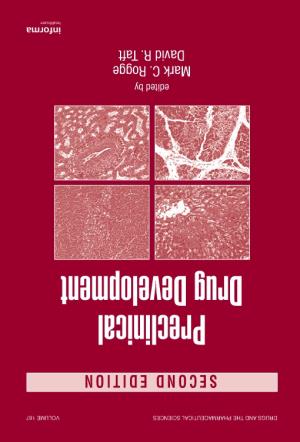 DRUGS AND THE PHARMACEUTICAL SCIENCES
VOLUME 187
SECOND EDITION
Preclinical
Drug Development
edited by
Mark C. Rogge
David R. Taft
informa
healthcare